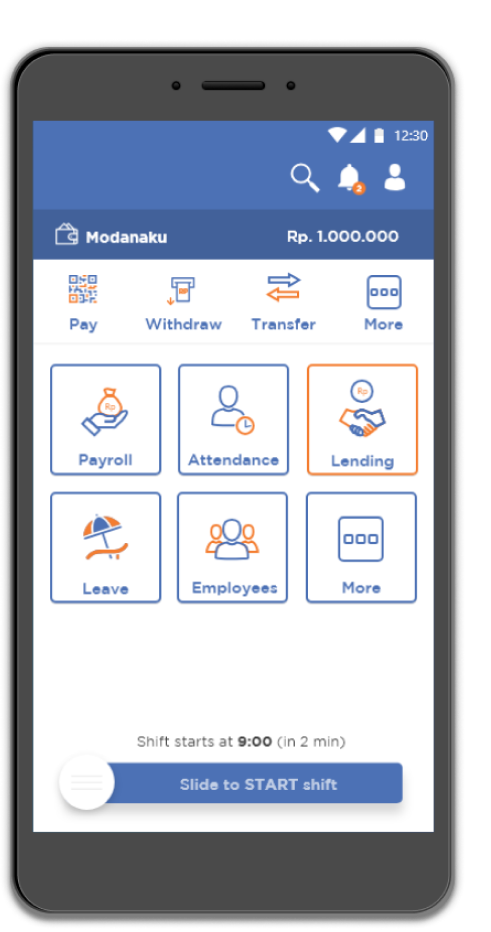 12:30
2
Modanaku Rp. 1.000.000
Pay Withdraw Transfer More
Rp
Rp
Payroll Attendance Lending
Leave Employees More
Shift starts at 9:00 (in 2 min)
Slide to START shift